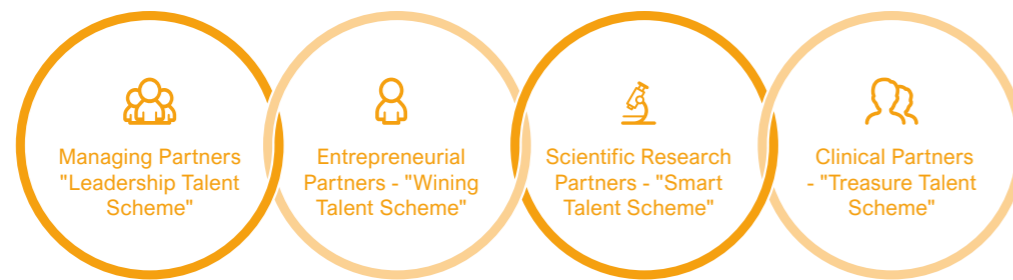 Managing Partners
"Leadership Talent
Scheme"
Entrepreneurial
Partners - "Wining
Talent Scheme"
Scientific Research
Partners - "Smart
Talent Scheme"
Clinical Partners
- "Treasure Talent
Scheme"